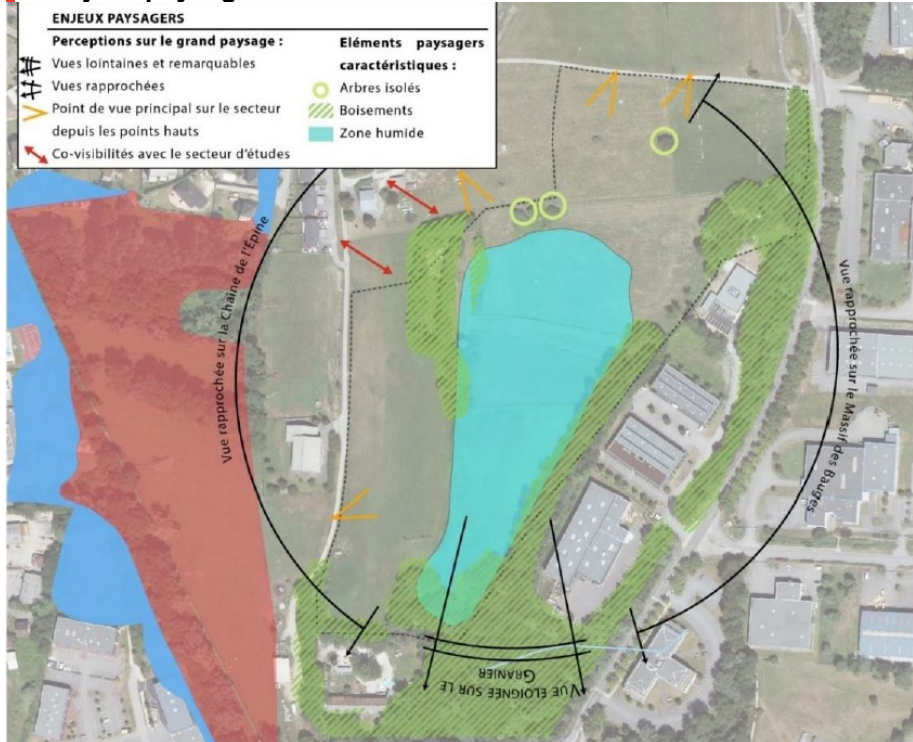 ENJEUX PAYSAGERS
Perceptions sur le grand paysage :
Vues lointaines et remarquables
Vues rapprochées
Point de vue principal sur le secteur
depuis les points hauts
Co-visibilités avec le secteur d'études
Eléments paysagers
caractéristiques :
Arbres isolés
Boisements
Zone humide
Vue rapprochée sur la Chaîne de l'Épine
Vue rapprochée sur le Massif des Bauges
VUE ÉLOIGNÉE SUR LE
GRANIER